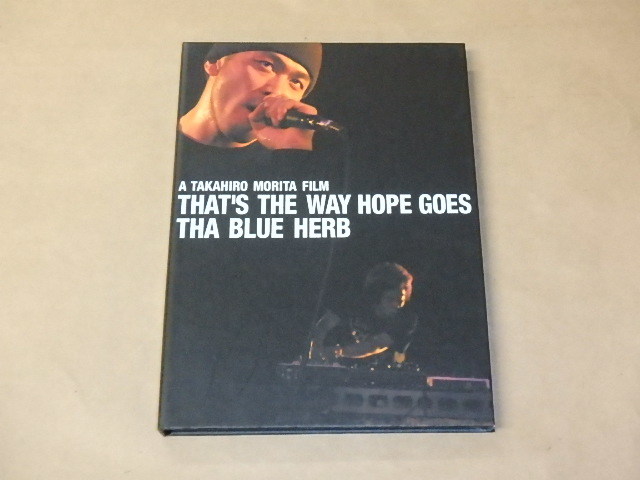 A TAKAHIRO MORITA FILM
THAT'S THE WAY HOPE GOES
THA BLUE HERB